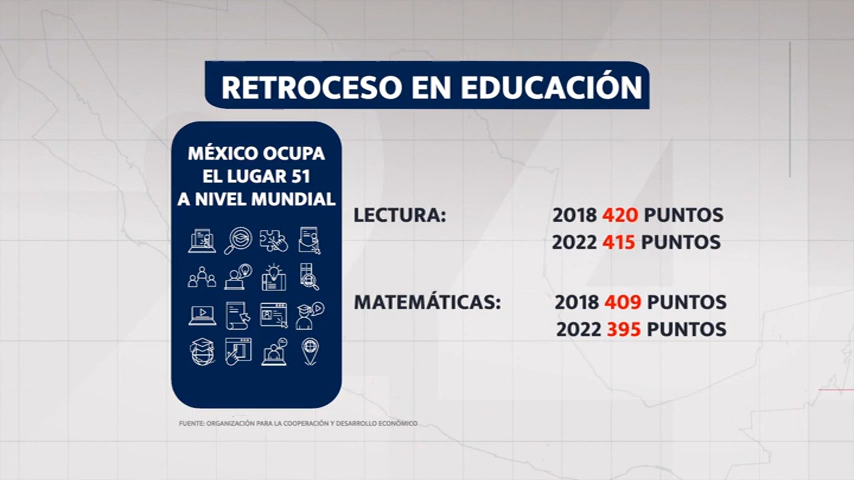 RETROCESO EN EDUCACIÓN
MÉXICO OCUPA
EL LUGAR 51
A NIVEL MUNDIAL
LECTURA: 2018 420 PUNTOS
2022 415 PUNTOS
MATEMÁTICAS: 2018 409 PUNTOS
2022 395 PUNTOS
FUENTE: ORGANIZACIÓN PARA LA COOPERACIÓN Y DESARROLLO ECONÓMICO